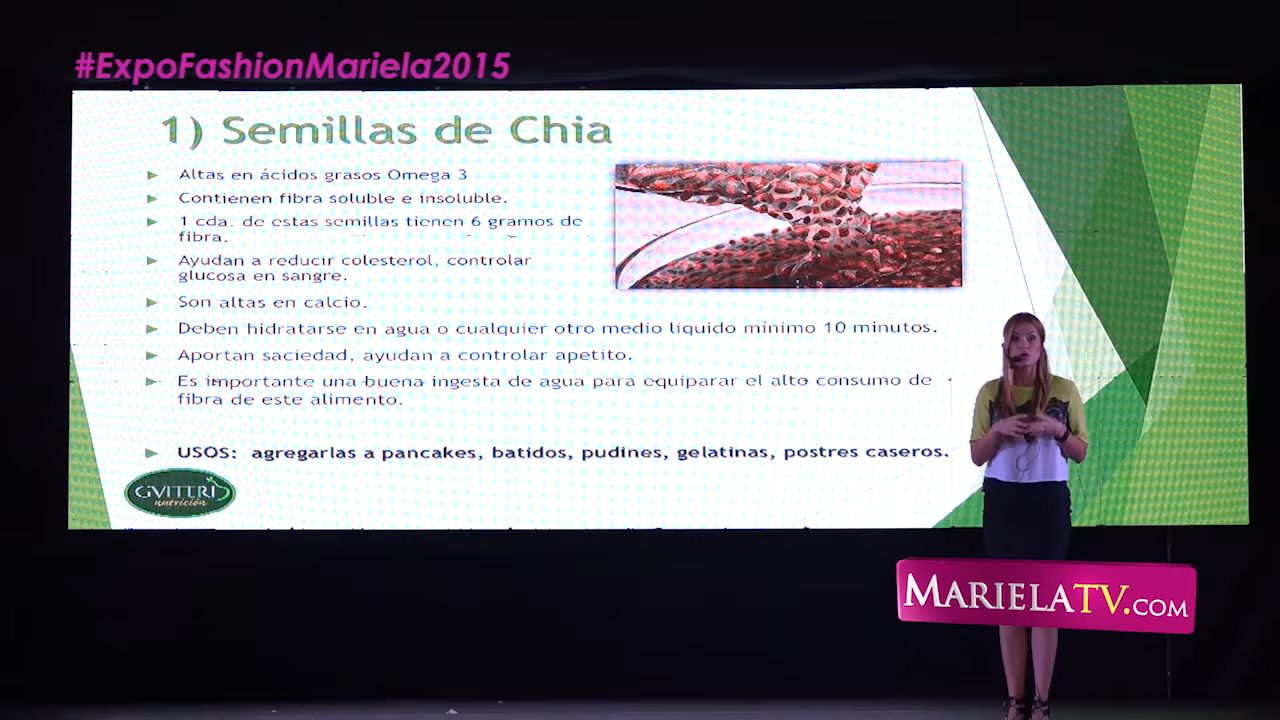 #ExpoFashionMariela2015
1) Semillas de Chia
Altas en ácidos grasos Omega 3
Contienen fibra soluble e insoluble.
1 cda. de estas semillas tienen 6 gramos de
fibra.
Ayudan a reducir colesterol, controlar
glucosa en sangre.
Son altas en calcio.
Deben hidratarse en agua o cualquier otro medio liquido mínimo 10 minutos.
Aportan saciedad, ayudan a controlar apetito.
Es importante una buena ingesta de agua para equiparar el alto consumo de
fibra de este alimento.
USOS: agregarlas a pancakes, batidos, pudines, gelatinas, postres caseros.
GVITERI
nutrición
MARIELATV.COM